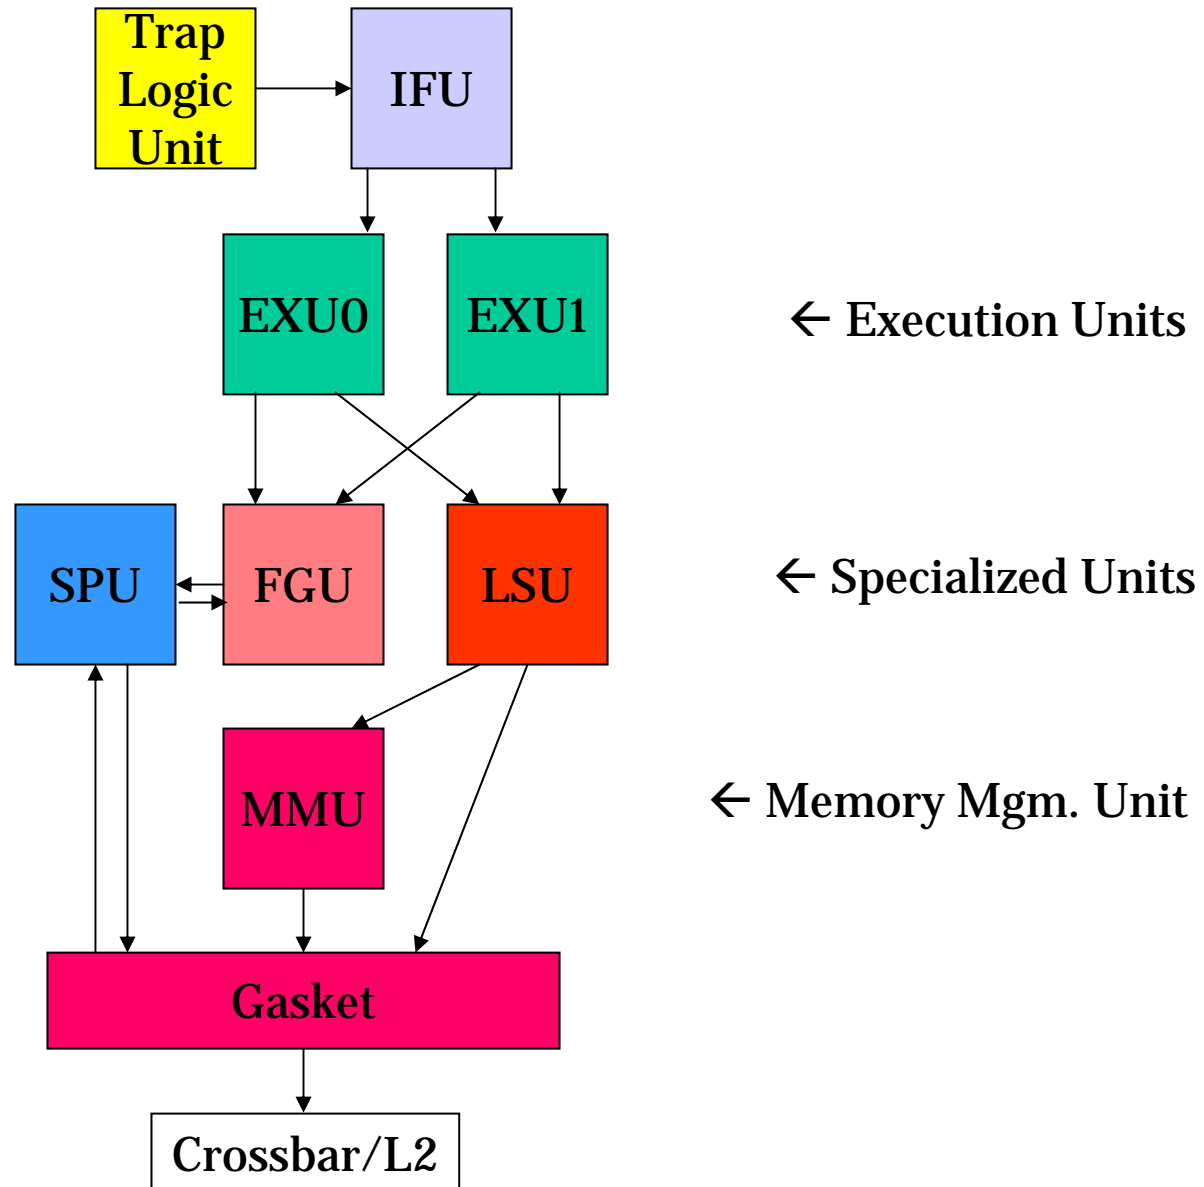 Trap
Logic
Unit
IFU
EXU0
EXU1
← Execution Units
SPU
FGU
LSU
← Specialized Units
MMU
← Memory Mgm. Unit
Gasket
Crossbar/L2